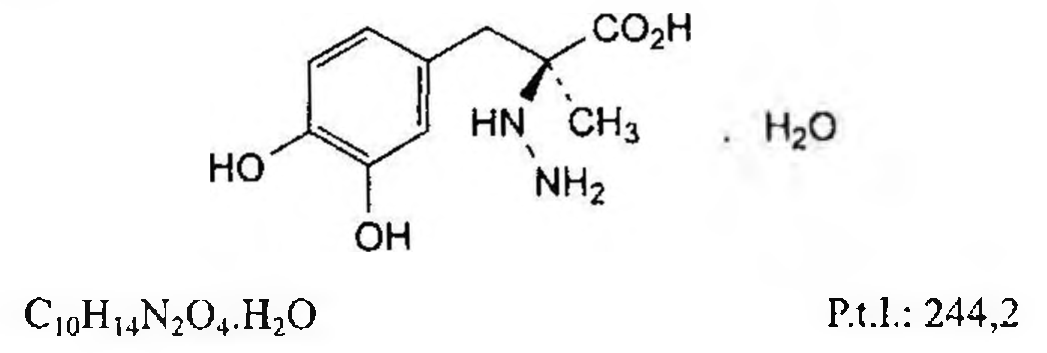 CO₂H
HN
CH₃
. H₂O
HO
NH₂
OH
C₁₀H₁₄N₂O₄.H₂O
P.t.l.: 244,2